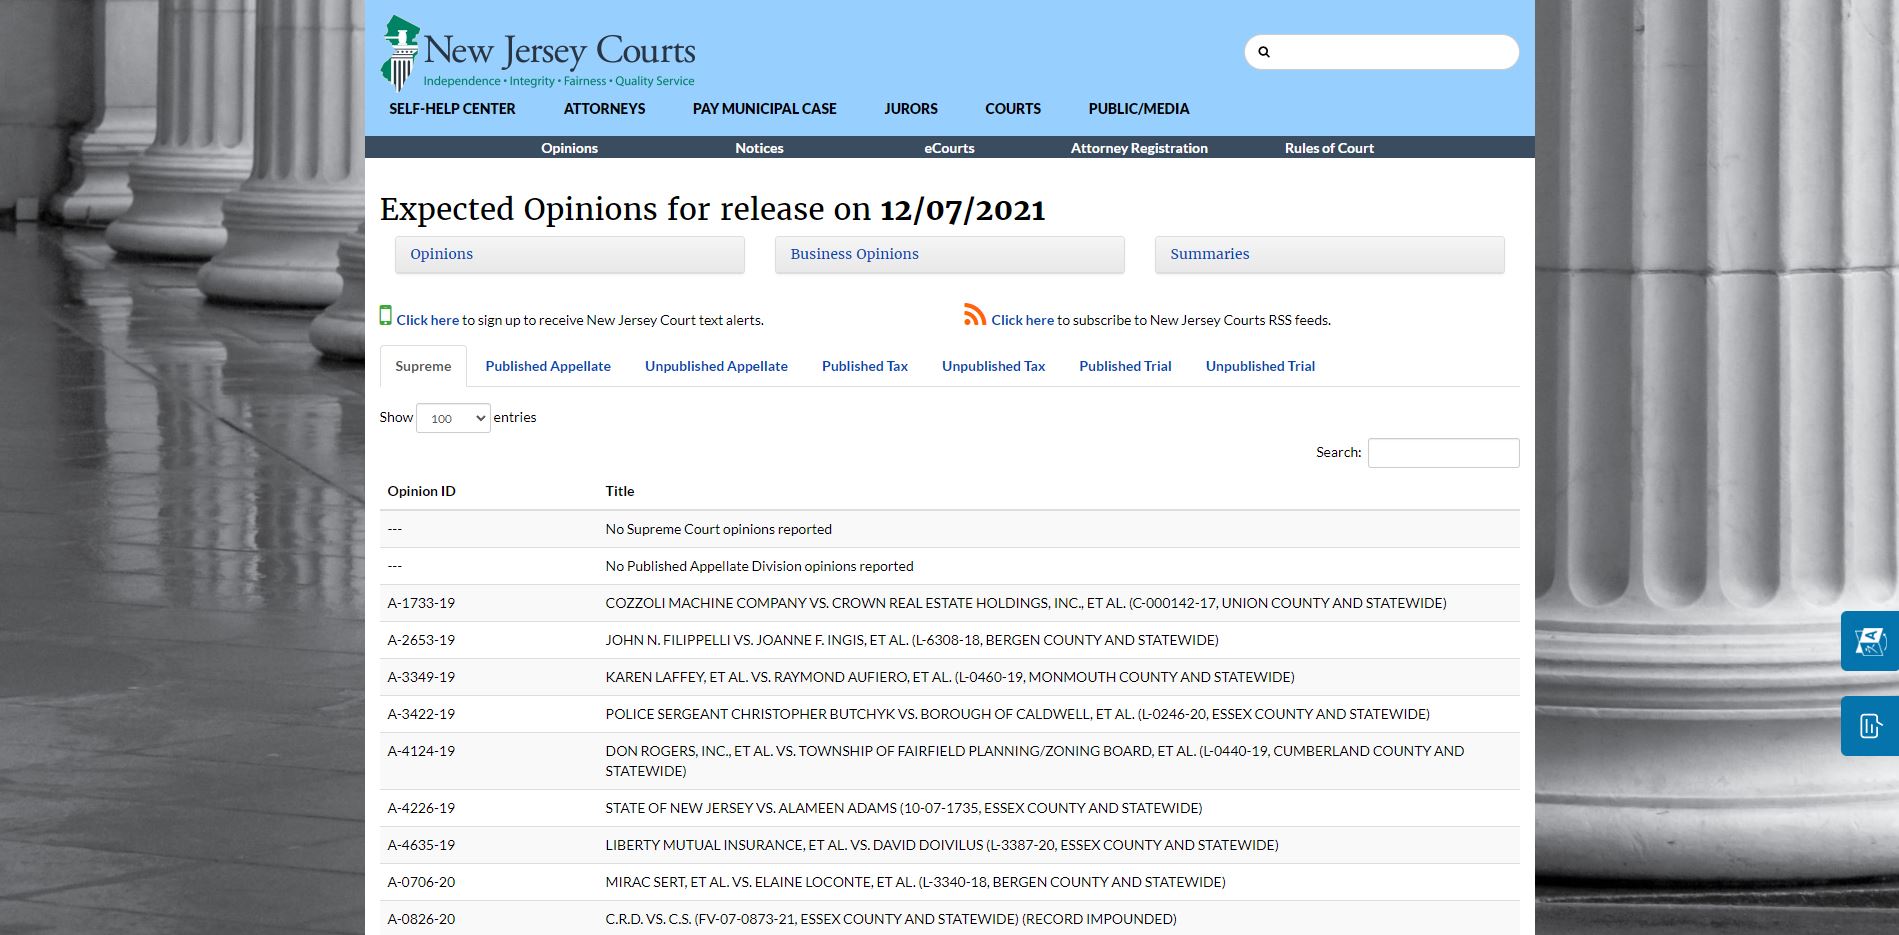 New Jersey Courts
Independence • Integrity • Fairness • Quality Service
SELF-HELP CENTER ATTORNEYS PAY MUNICIPAL CASE JURORS COURTS PUBLIC/MEDIA
Opinions Notices eCourts Attorney Registration Rules of Court
Expected Opinions for release on 12/07/2021
Opinions Business Opinions Summaries
Click here to sign up to receive New Jersey Court text alerts. Click here to subscribe to New Jersey Courts RSS feeds.
Supreme Published Appellate Unpublished Appellate Published Tax Unpublished Tax Published Trial Unpublished Trial
Show 100 entries
Search:
Opinion ID Title
--- No Supreme Court opinions reported
--- No Published Appellate Division opinions reported
A-1733-19 COZZOLI MACHINE COMPANY VS. CROWN REAL ESTATE HOLDINGS, INC., ET AL. (C-000142-17, UNION COUNTY AND STATEWIDE)
A-2653-19 JOHN N. FILIPPELLI VS. JOANNE F. INGIS, ET AL. (L-6308-18, BERGEN COUNTY AND STATEWIDE)
A-3349-19 KAREN LAFFEY, ET AL. VS. RAYMOND AUFIERO, ET AL. (L-0460-19, MONMOUTH COUNTY AND STATEWIDE)
A-3422-19 POLICE SERGEANT CHRISTOPHER BUTCHYK VS. BOROUGH OF CALDWELL, ET AL. (L-0246-20, ESSEX COUNTY AND STATEWIDE)
A-4124-19 DON ROGERS, INC., ET AL. VS. TOWNSHIP OF FAIRFIELD PLANNING/ZONING BOARD, ET AL. (L-0440-19, CUMBERLAND COUNTY AND
STATEWIDE)
A-4226-19 STATE OF NEW JERSEY VS. ALAMEEN ADAMS (10-07-1735, ESSEX COUNTY AND STATEWIDE)
A-4635-19 LIBERTY MUTUAL INSURANCE, ET AL. VS. DAVID DOIVILUS (L-3387-20, ESSEX COUNTY AND STATEWIDE)
A-0706-20 MIRAC SERT, ET AL. VS. ELAINE LOCONTE, ET AL. (L-3340-18, BERGEN COUNTY AND STATEWIDE)
A-0826-20 C.R.D. VS. C.S. (FV-07-0873-21, ESSEX COUNTY AND STATEWIDE) (RECORD IMPOUNDED)